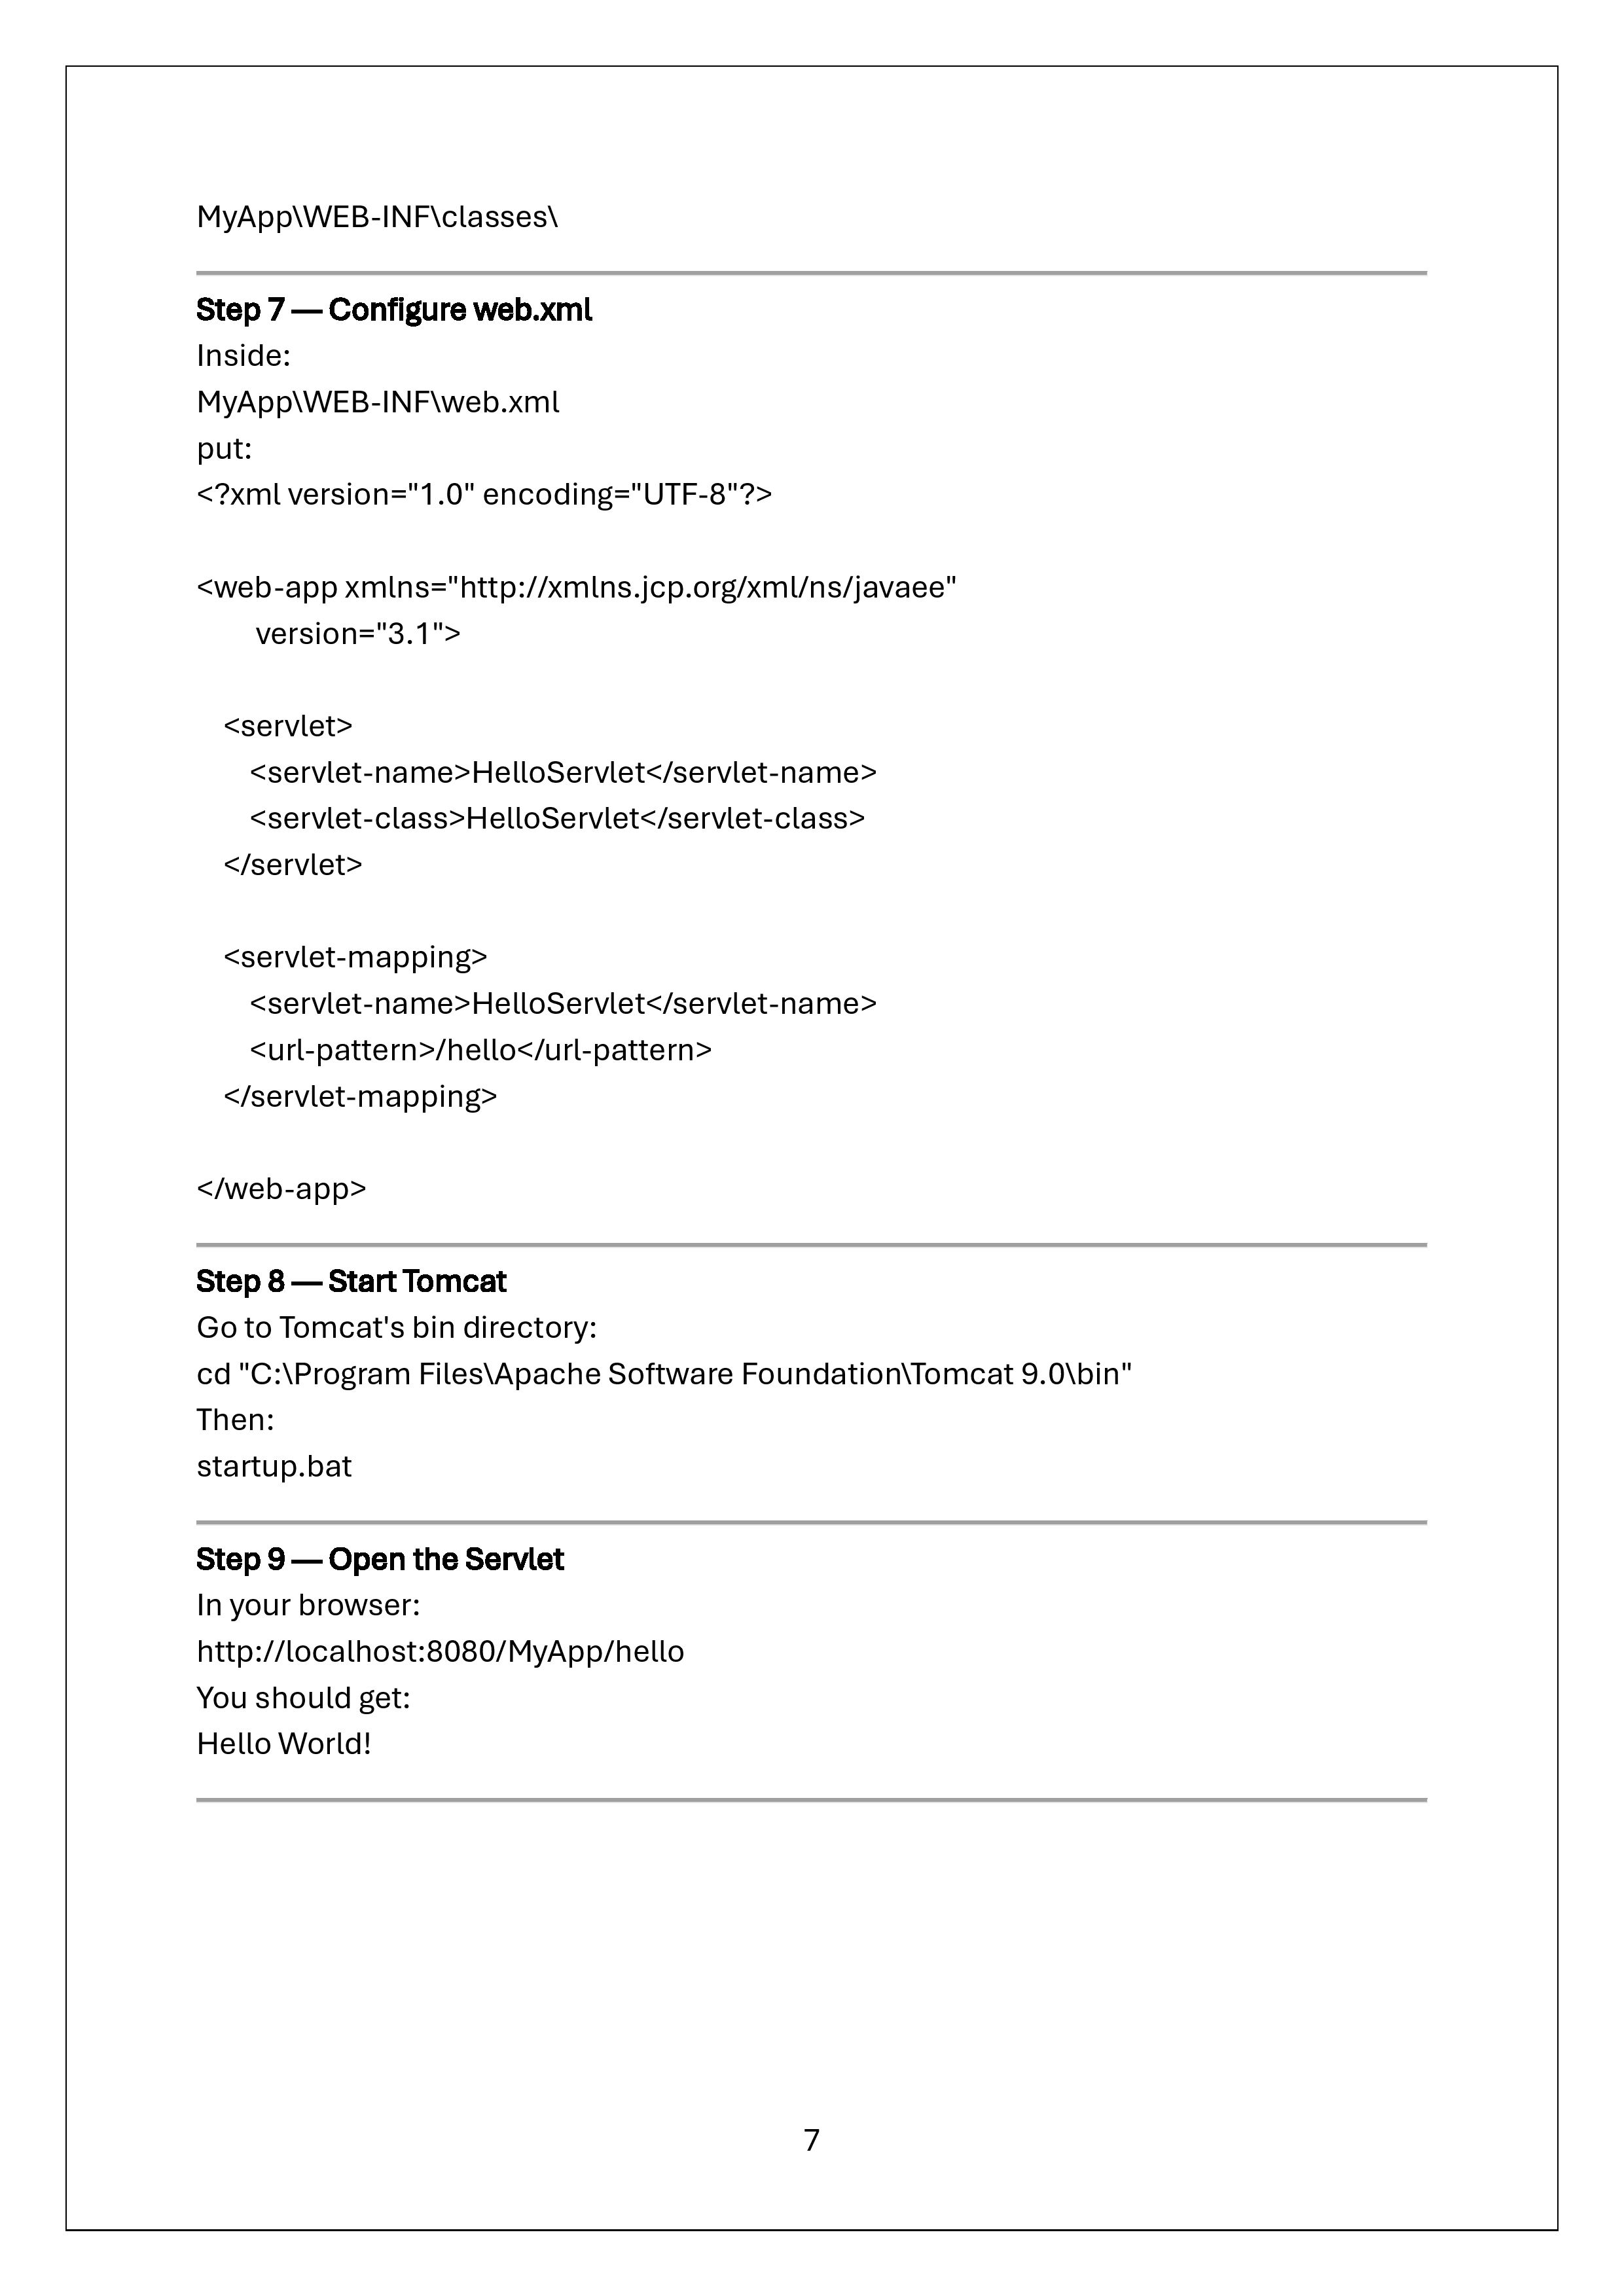 MyApp\WEB-INF\classes\
Step 7 — Configure web.xml
Inside:
MyApp\WEB-INF\web.xml
put:
<?xml version="1.0" encoding="UTF-8"?>
<web-app xmlns="http://xmlns.jcp.org/xml/ns/javaee"
version="3.1">
<servlet>
<servlet-name>HelloServlet</servlet-name>
<servlet-class>HelloServlet</servlet-class>
</servlet>
<servlet-mapping>
<servlet-name>HelloServlet</servlet-name>
<url-pattern>/hello</url-pattern>
</servlet-mapping>
</web-app>
Step 8 — Start Tomcat
Go to Tomcat's bin directory:
cd "C:\Program Files\Apache Software Foundation\Tomcat 9.0\bin"
Then:
startup.bat
Step 9 — Open the Servlet
In your browser:
http://localhost:8080/MyApp/hello
You should get:
Hello World!
7